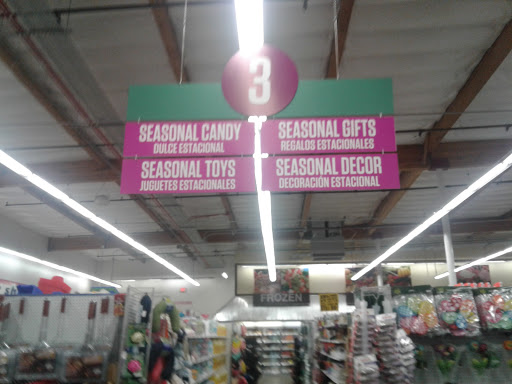 3
SEASONAL CANDY
DULCE ESTACIONAL
SEASONAL GIFTS
REGALOS ESTACIONALES
SEASONAL TOYS
JUGUETES ESTACIONALES
SEASONAL DECOR
DECORACIÓN ESTACIONAL
FROZEN